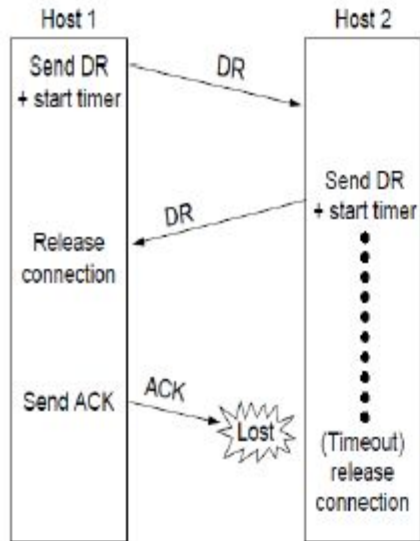 Host 1
Host 2
Send DR
+ start timer
DR
Send DR
+ start timer
DR
Release
connection
Send ACK
ACK
Lost
(Timeout)
release
connection